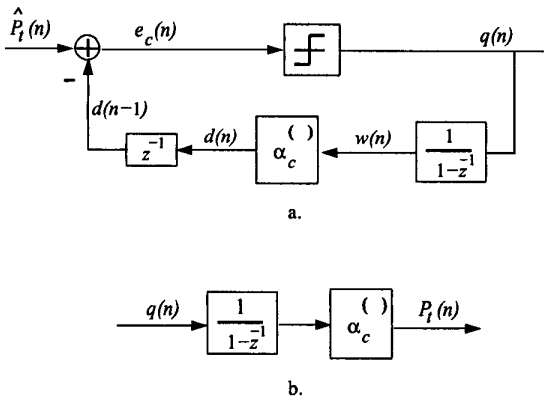 P̂t(n)
ec(n)
q(n)
−
d(n−1)
z−1
d(n)
αc( )
w(n)
1
1−z−1
a.
q(n)
1
1−z−1
αc( )
Pt(n)
b.